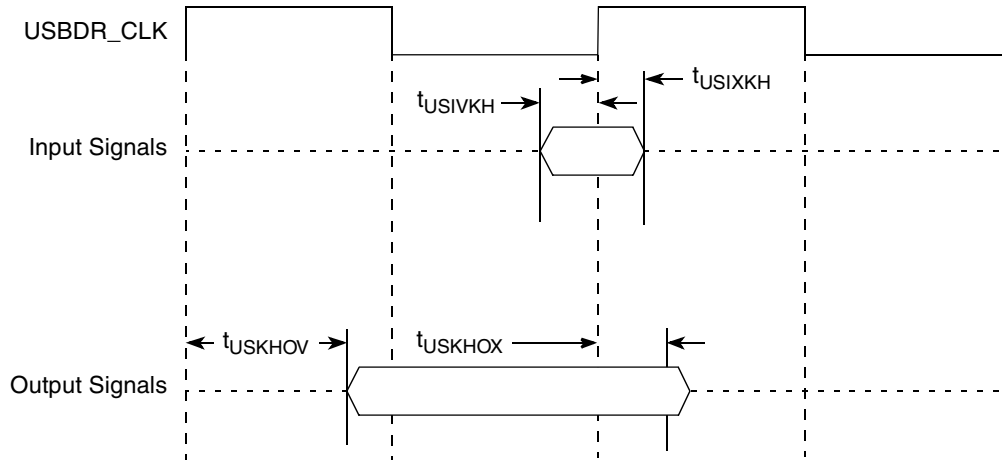 USBDR_CLK
tUSIXKH
tUSIVKH
Input Signals
tUSKHOV
tUSKHOX
Output Signals